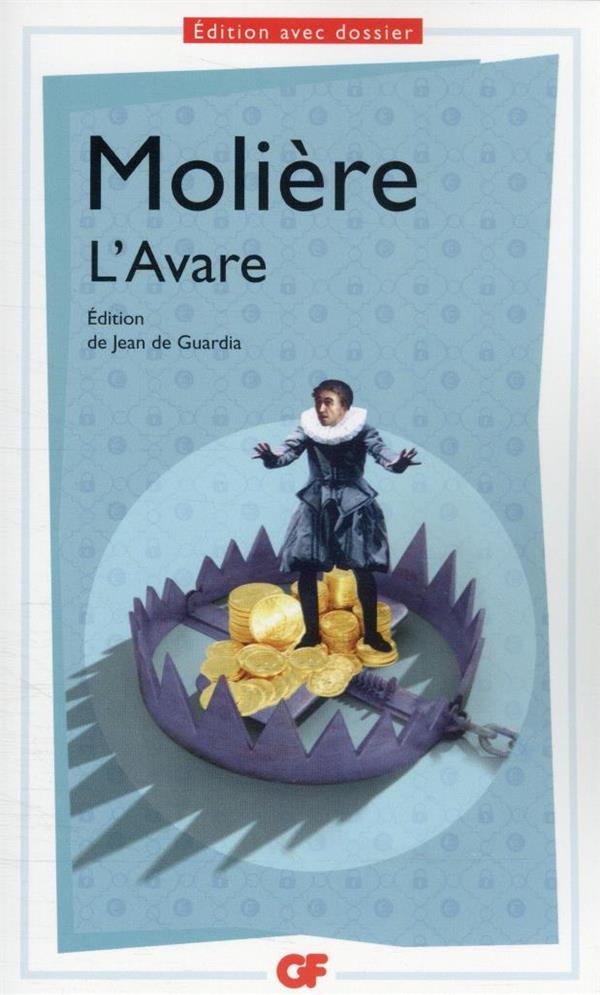 Édition avec dossier
Molière
L'Avare
Édition
de Jean de Guardia
GF